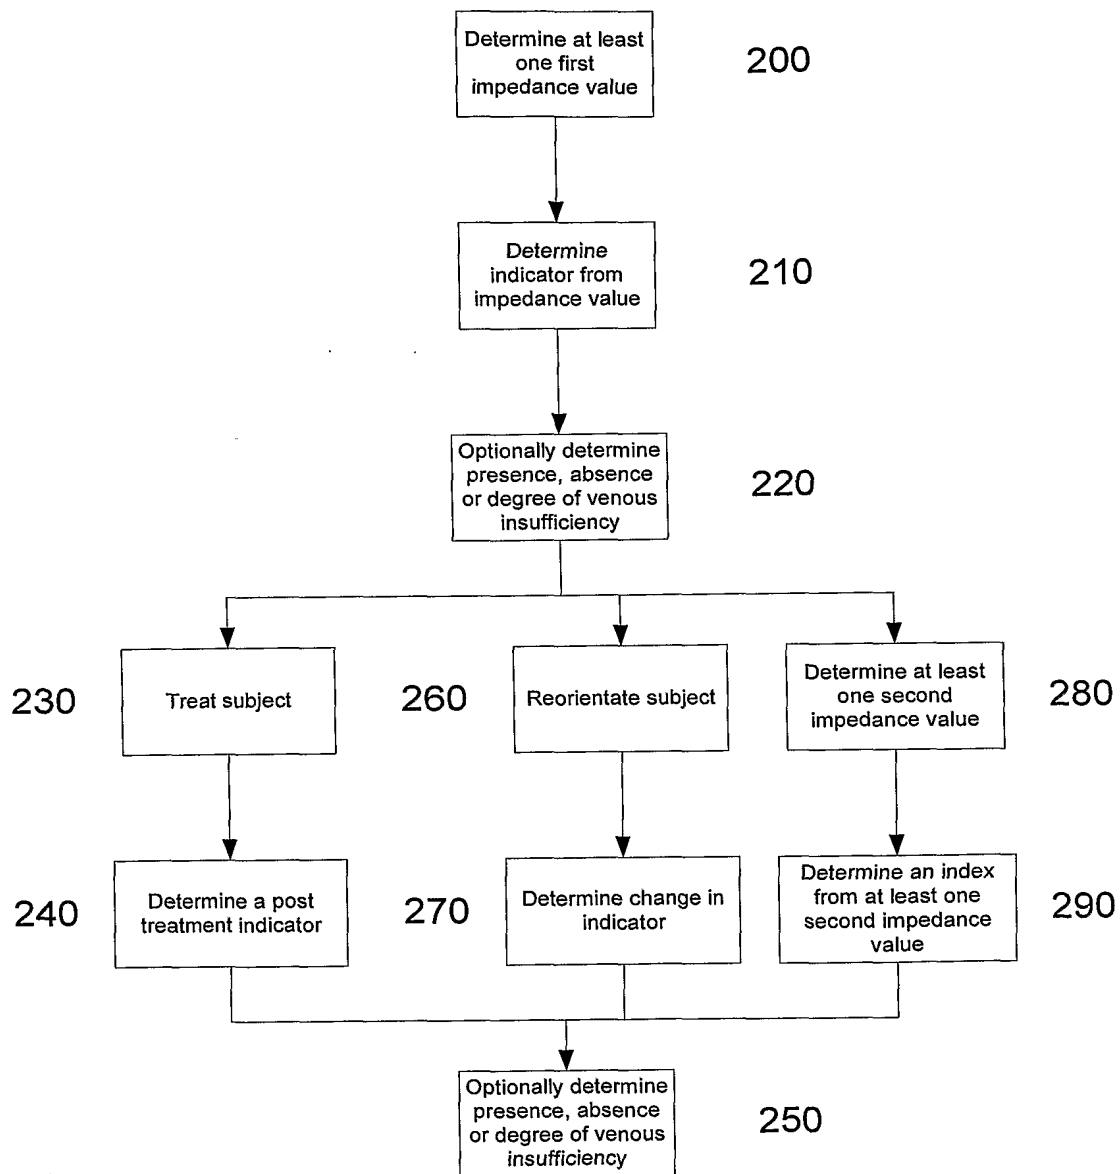 Determine at least
one first
impedance value
200
Determine
indicator from
impedance value
210
Optionally determine
presence, absence
or degree of venous
insufficiency
220
230
Treat subject
260
Reorientate subject
Determine at least
one second
impedance value
280
240
Determine a post
treatment indicator
270
Determine change in
indicator
Determine an index
from at least one
second impedance
value
290
Optionally determine
presence, absence
or degree of venous
insufficiency
250